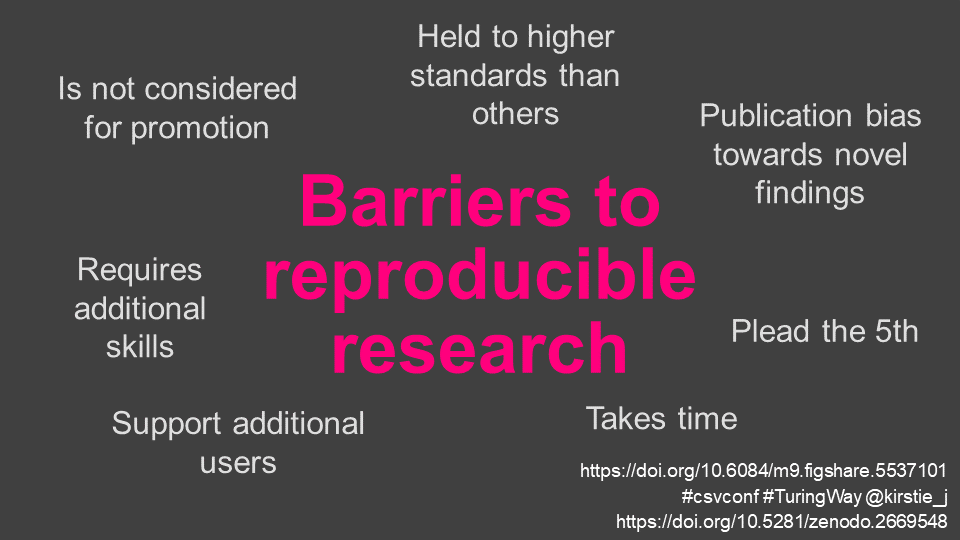 Held to higher
standards than
others
Is not considered
for promotion
Publication bias
towards novel
findings
Barriers to
reproducible
research
Requires
additional
skills
Plead the 5th
Support additional
users
Takes time
https://doi.org/10.6084/m9.figshare.5537101
#csvconf #TuringWay @kirstie_j
https://doi.org/10.5281/zenodo.2669548